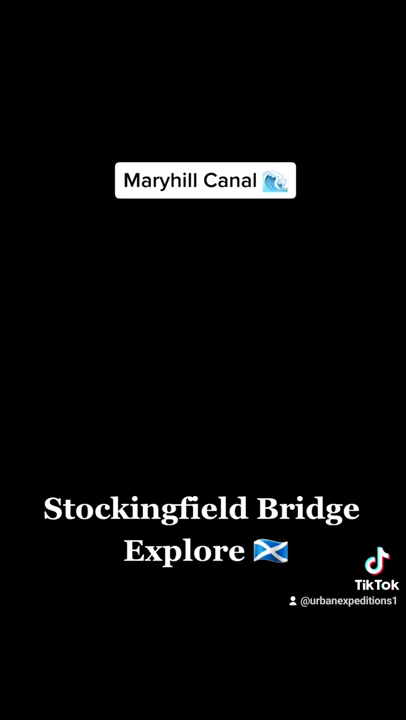 Maryhill Canal 🌊
Stockingfield Bridge
Explore 🏴󠁧󠁢󠁳󠁣󠁴󠁿
TikTok
@urbanexpeditions1